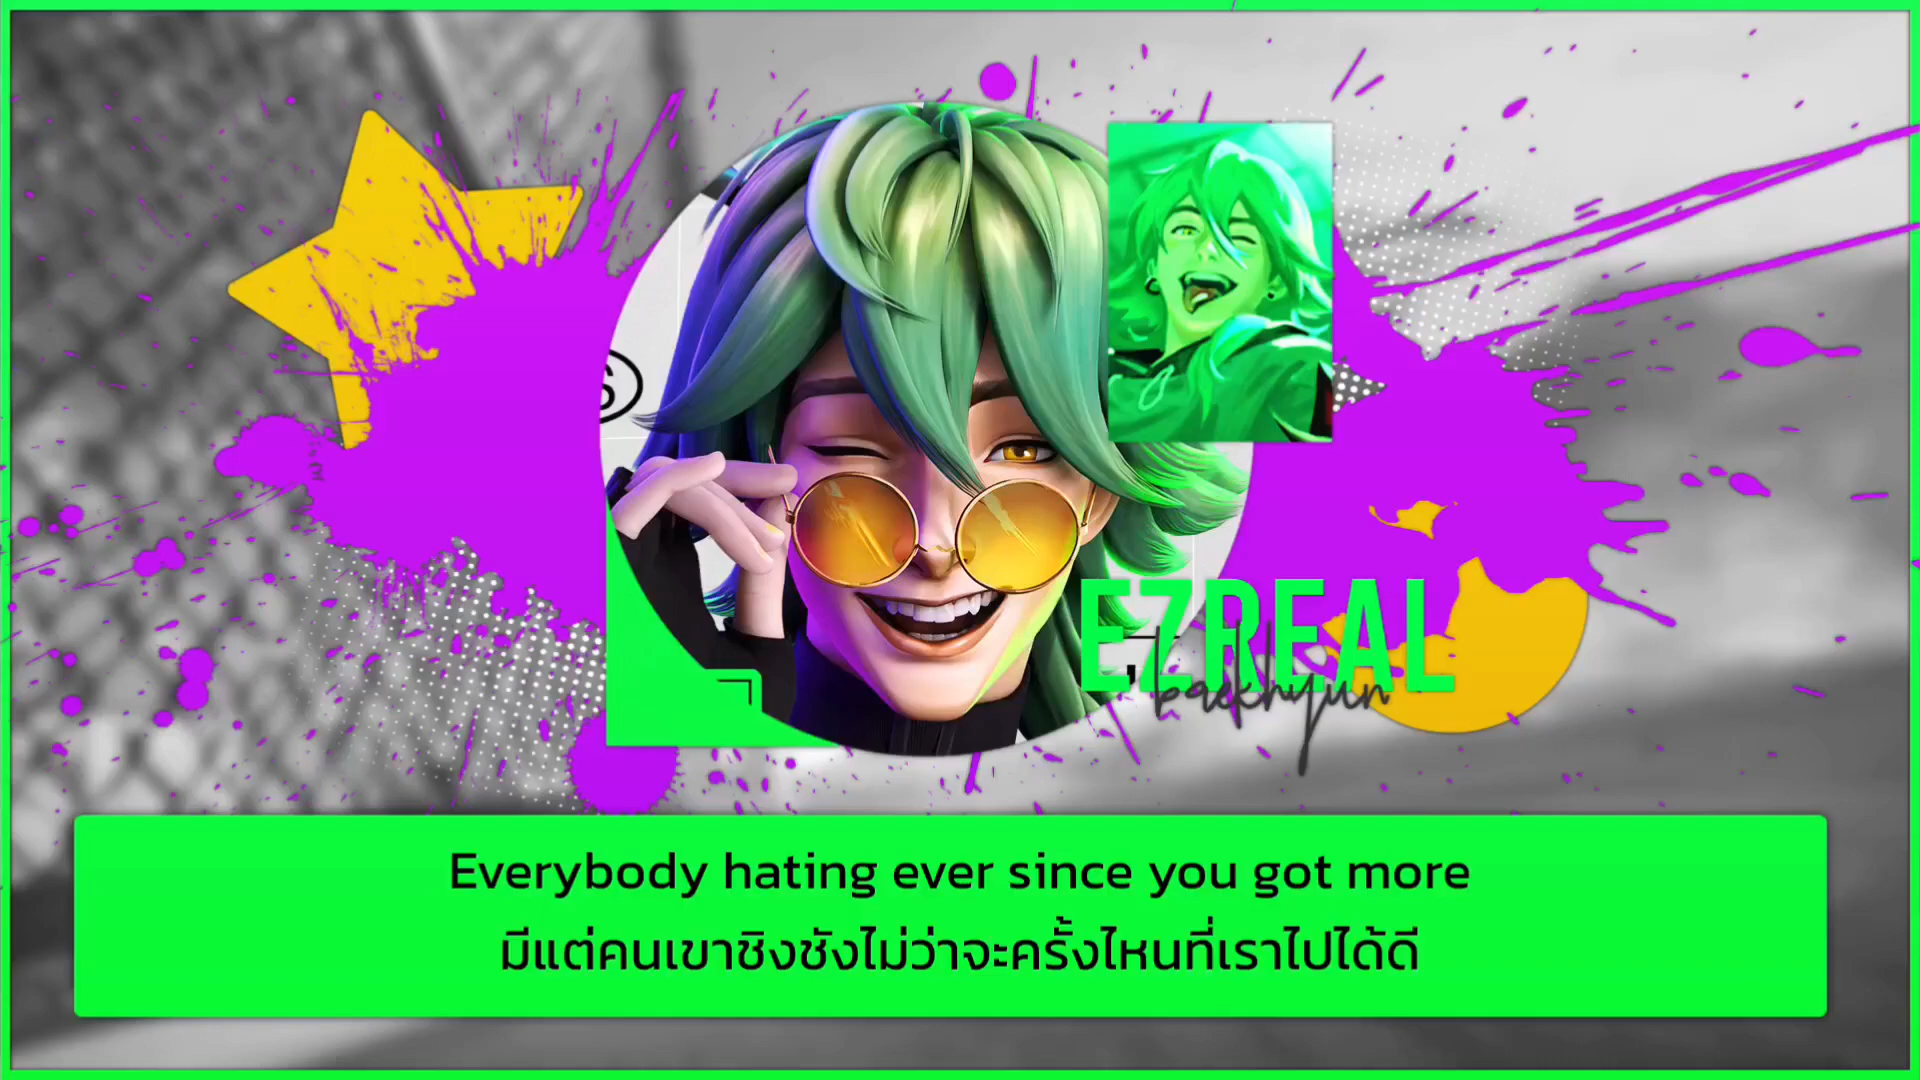 EZREAL
baekhyun
Everybody hating ever since you got more
มีแต่คนเขาชิงชังไม่ว่าจะครั้งไหนที่เราไปได้ดี